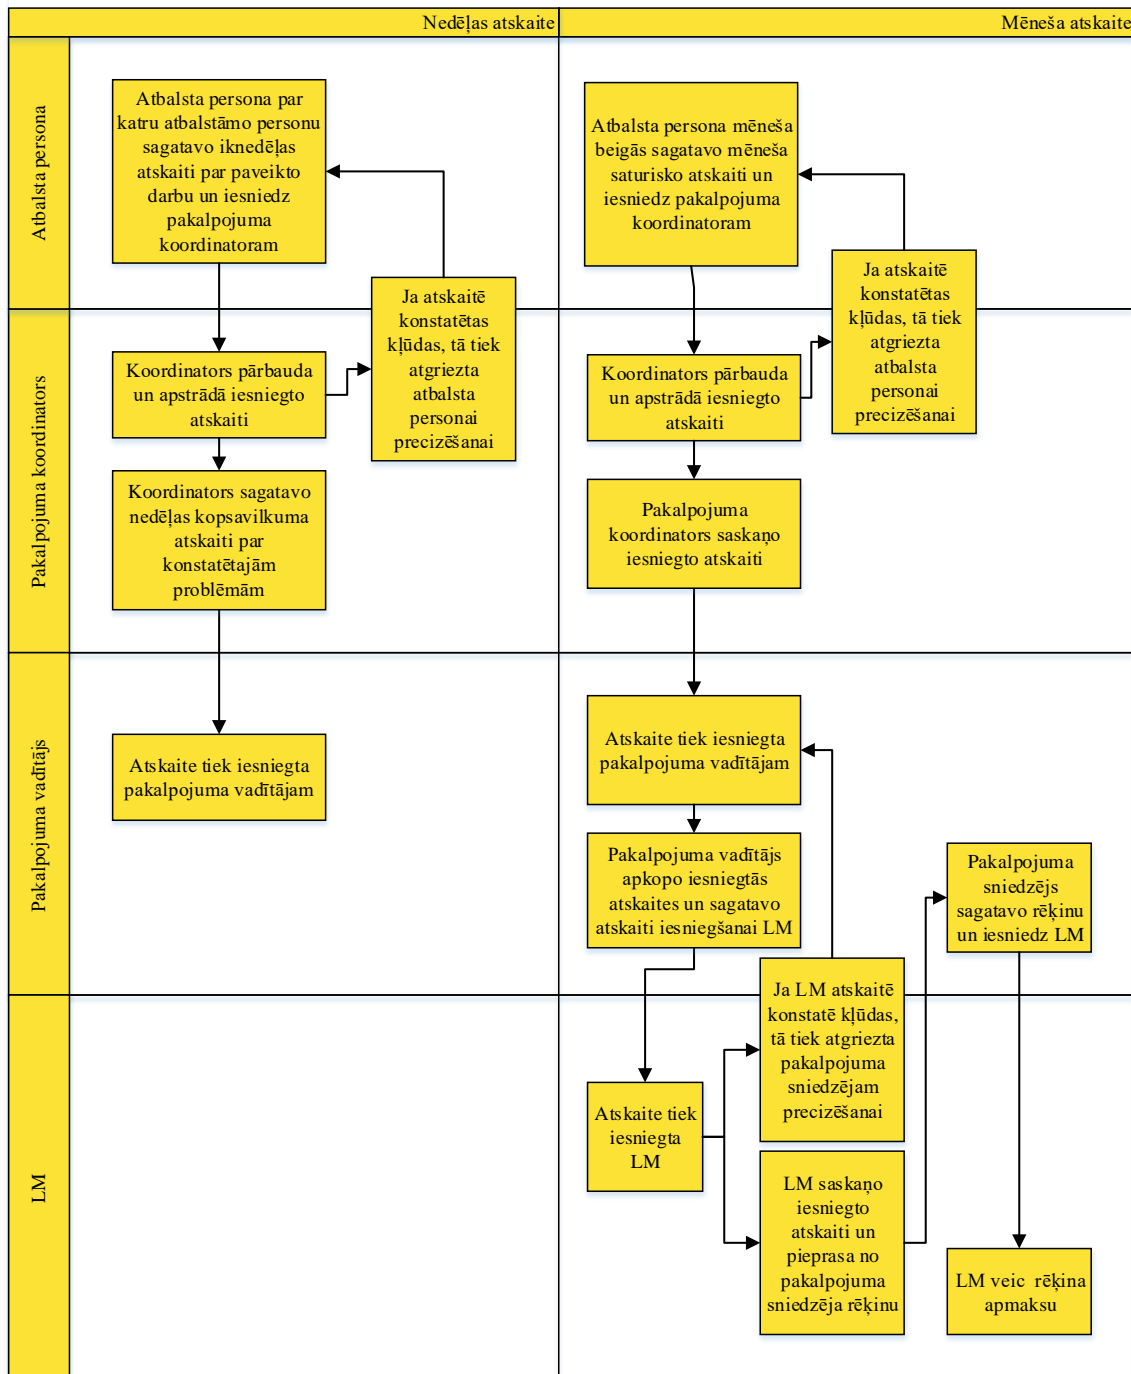 Nedēļas atskaite
Mēneša atskaite
Atbalsta persona
Atbalsta persona par
katru atbalstāmo personu
sagatavo iknedēļas
atskaiti par paveikto
darbu un iesniedz
pakalpojuma
koordinatoram
Atbalsta persona mēneša
beigās sagatavo mēneša
saturisko atskaiti un
iesniedz pakalpojuma
koordinatoram
Ja atskaitē
konstatētas
kļūdas, tā tiek
atgriezta
atbalsta
personai
precizēšanai
Ja atskaitē
konstatētas
kļūdas, tā tiek
atgriezta
atbalsta
personai
precizēšanai
Pakalpojuma koordinators
Koordinators pārbauda
un apstrādā iesniegto
atskaiti
Koordinators pārbauda
un apstrādā iesniegto
atskaiti
Koordinators sagatavo
nedēļas kopsavilkuma
atskaiti par
konstatētajām
problēmām
Pakalpojuma
koordinators saskaņo
iesniegto atskaiti
Pakalpojuma vadītājs
Atskaite tiek iesniegta
pakalpojuma vadītājam
Atskaite tiek iesniegta
pakalpojuma vadītājam
Pakalpojuma vadītājs
apkopo iesniegtās
atskaites un sagatavo
atskaiti iesniegšanai LM
Pakalpojuma
sniedzējs
sagatavo rēķinu
un iesniedz LM
LM
Ja LM atskaitē
konstatē kļūdas,
tā tiek atgriezta
pakalpojuma
sniedzējam
precizēšanai
Atskaite tiek
iesniegta
LM
LM saskaņo
iesniegto
atskaiti un
pieprasa no
pakalpojuma
sniedzēja rēķinu
LM veic rēķina
apmaksu